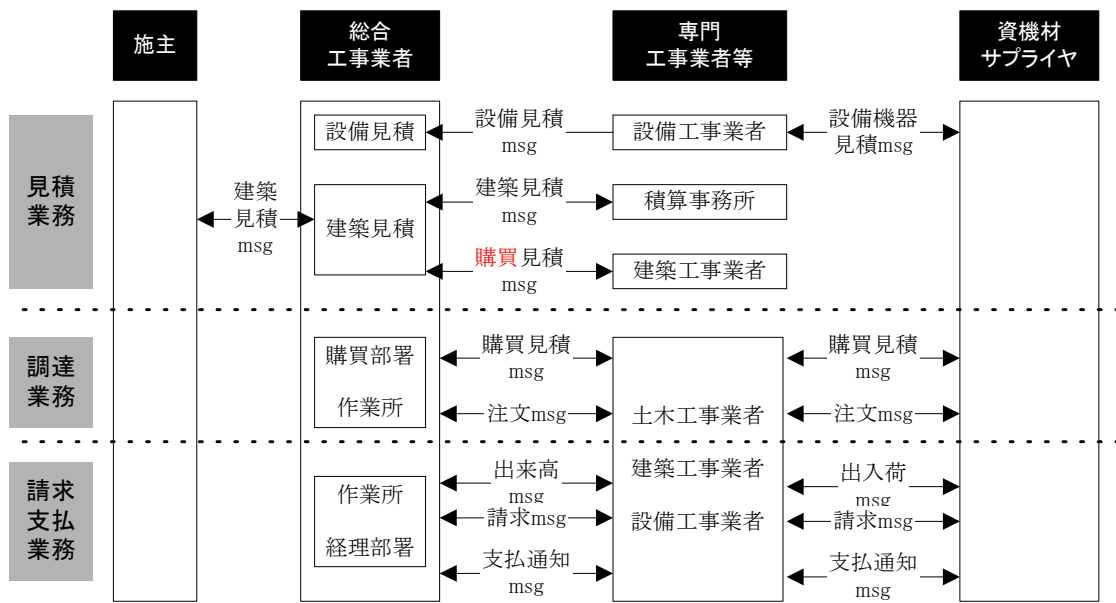 施主
総合
工事業者
専門
工事業者等
資機材
サプライヤ
見積
業務
建築
見積
msg
設備見積
設備見積
msg
設備工事業者
設備機器
見積msg
建築見積
建築見積
msg
積算事務所
購買見積
msg
建築工事業者
調達
業務
購買部署
作業所
購買見積
msg
注文msg
土木工事業者
購買見積
msg
注文msg
請求
支払
業務
作業所
経理部署
出来高
msg
請求msg
支払通知
msg
建築工事業者
設備工事業者
出入荷
msg
請求msg
支払通知
msg